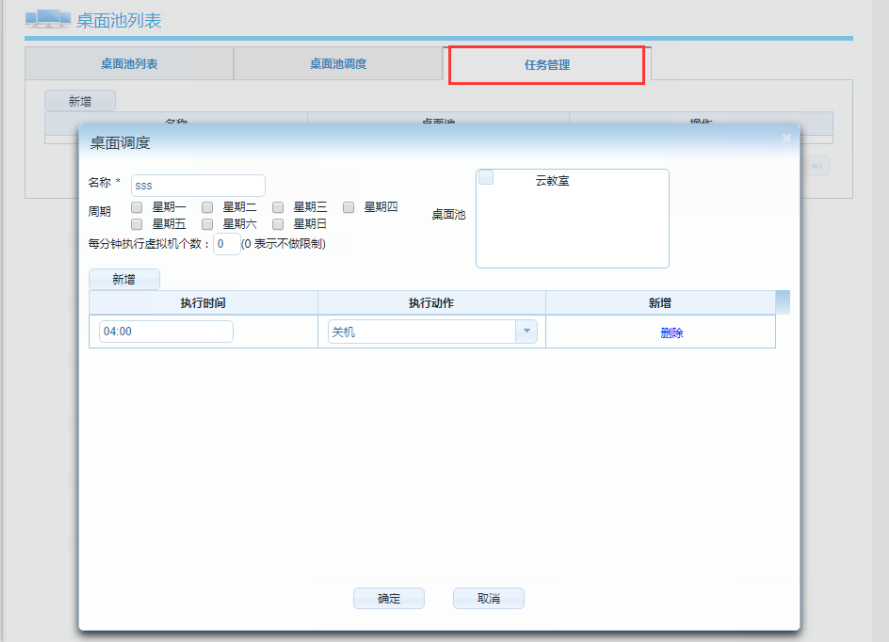 桌面池列表
桌面池列表 桌面池调度 任务管理
新增
名称 桌面池 操作
桌面调度
名称 * sss
云教室
周期 星期一 星期二 星期三 星期四
桌面池
星期五 星期六 星期日
每分钟执行虚拟机个数： 0 (0 表示不做限制)
新增
执行时间 执行动作 新增
04:00 关机 删除
确定 取消